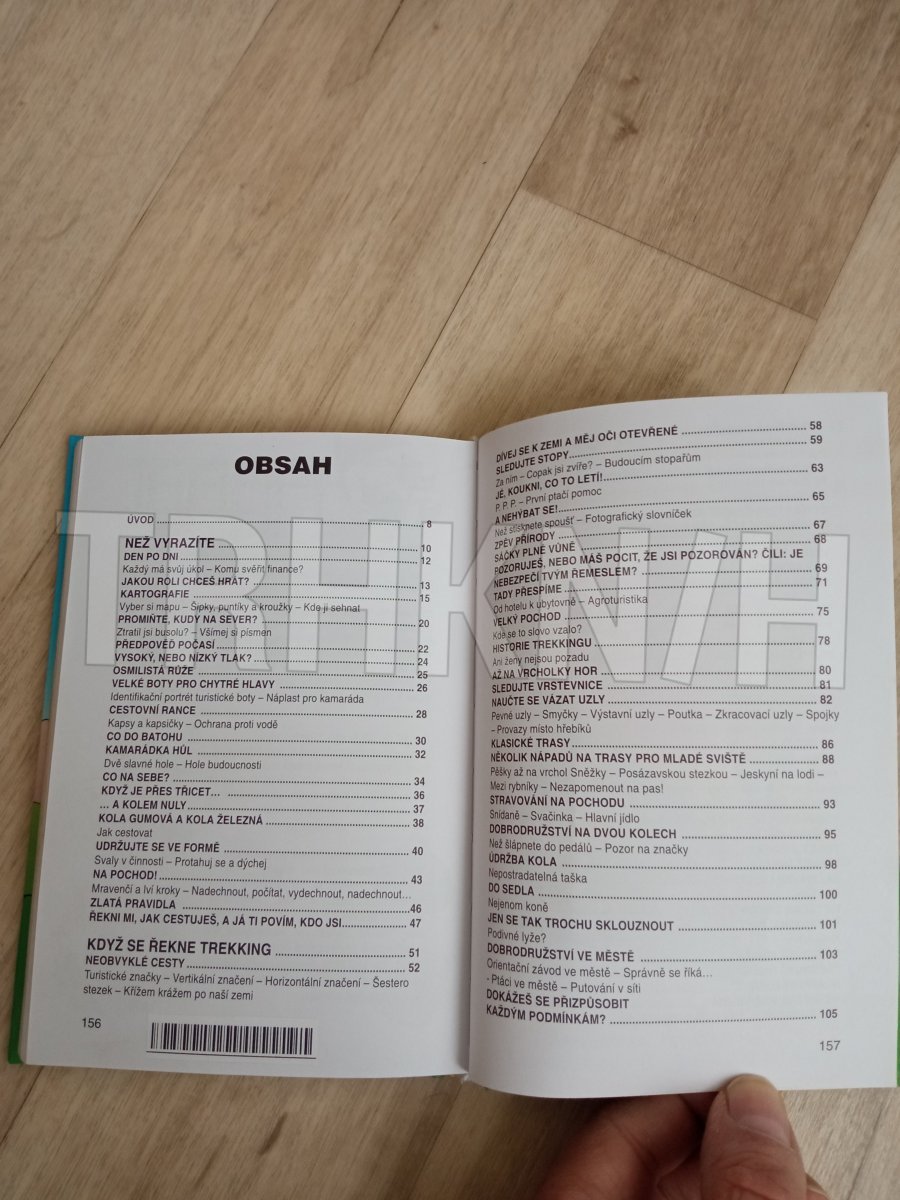 OBSAH
ÚVOD ........ 8
NEŽ VYRAZÍTE ........ 10
DEN PO DNI ........ 12
Každý má svůj úkol – Komu svěřit finance?
JAKOU ROLI CHCEŠ HRÁT? ........ 13
KARTOGRAFIE ........ 15
Vyber si mapu – Šipky, puntíky a kroužky – Kde ji sehnat
PROMIŇTE, KUDY NA SEVER? ........ 20
Ztratil jsi busolu? – Všímej si písmen
PŘEDPOVĚĎ POČASÍ ........ 22
VYSOKÝ, NEBO NÍZKÝ TLAK? ........ 24
OSMILISTÁ RŮŽE ........ 25
VELKÉ BOTY PRO CHYTRÉ HLAVY ........ 26
Identifikační portrét turistické boty – Náplast pro kamaráda
CESTOVNÍ RANCE ........ 28
Kapsy a kapsičky – Ochrana proti vodě
CO DO BATOHU ........ 30
KAMARÁDKA HŮL ........ 32
Dvě slavné hole – Hole budoucnosti
CO NA SEBE? ........ 34
KDYŽ JE PŘES TŘICET... ........ 36
... A KOLEM NULY ........ 37
KOLA GUMOVÁ A KOLA ŽELEZNÁ ........ 38
Jak cestovat
UDRŽUJTE SE VE FORMĚ ........ 40
Svaly v činnosti – Protahuj se a dýchej
NA POCHOD! ........ 43
Mravenčí a lví kroky – Nadechnout, počítat, vydechnout, nadechnout...
ZLATÁ PRAVIDLA ........ 46
ŘEKNI MI, JAK CESTUJEŠ, A JÁ TI POVÍM, KDO JSI ........ 47
KDYŽ SE ŘEKNE TREKKING ........ 51
NEOBVYKLÉ CESTY ........ 52
Turistické značky – Vertikální značení – Horizontální značení – Šestero
stezek – Křížem krážem po naší zemi
156
DÍVEJ SE K ZEMI A MĚJ OČI OTEVŘENÉ ........ 58
SLEDUJTE STOPY ........ 59
Za ním – Copak jsi zvíře? – Budoucím stopařům
JÉ, KOUKNI, CO TO LETÍ! ........ 63
P. P. P. – První ptačí pomoc
A NEHÝBAT SE! ........ 65
Než stisknete spoušť – Fotografický slovníček
ZPĚV PŘÍRODY ........ 67
SÁČKY PLNÉ VŮNĚ ........ 68
POZORUJEŠ, NEBO MÁŠ POCIT, ŽE JSI POZOROVÁN? ČILI: JE
NEBEZPEČÍ TVÝM ŘEMESLEM? ........ 69
TADY PŘESPÍME ........ 71
Od hotelu k ubytovně – Agroturistika
VELKÝ POCHOD ........ 75
Kde se to slovo vzalo?
HISTORIE TREKKINGU ........ 78
Ani ženy nejsou pozadu
AŽ NA VRCHOLKY HOR ........ 80
SLEDUJTE VRSTEVNICE ........ 81
NAUČTE SE VÁZAT UZLY ........ 82
Pevné uzly – Smyčky – Výstavní uzly – Poutka – Zkracovací uzly – Spojky
– Provazy místo hřebíků
KLASICKÉ TRASY ........ 86
NĚKOLIK NÁPADŮ NA TRASY PRO MLADÉ SVIŠTĚ ........ 88
Pěšky až na vrchol Sněžky – Posázavskou stezkou – Jeskyní na lodi –
Mezi rybníky – Nezapomenout na pas!
STRAVOVÁNÍ NA POCHODU ........ 93
Snídaně – Svačinka – Hlavní jídlo
DOBRODRUŽSTVÍ NA DVOU KOLECH ........ 95
Než šlápnete do pedálů – Pozor na značky
ÚDRŽBA KOLA ........ 98
Nepostradatelná taška
DO SEDLA ........ 100
Nejenom koně
JEN SE TAK TROCHU SKLOUZNOUT ........ 101
Podivné lyže?
DOBRODRUŽSTVÍ VE MĚSTĚ ........ 103
Orientační závod ve městě – Správně se říká...
- Ptáci ve městě – Putování v síti
DOKÁŽEŠ SE PŘIZPŮSOBIT
KAŽDÝM PODMÍNKÁM? ........ 105
157
TRHKNIH